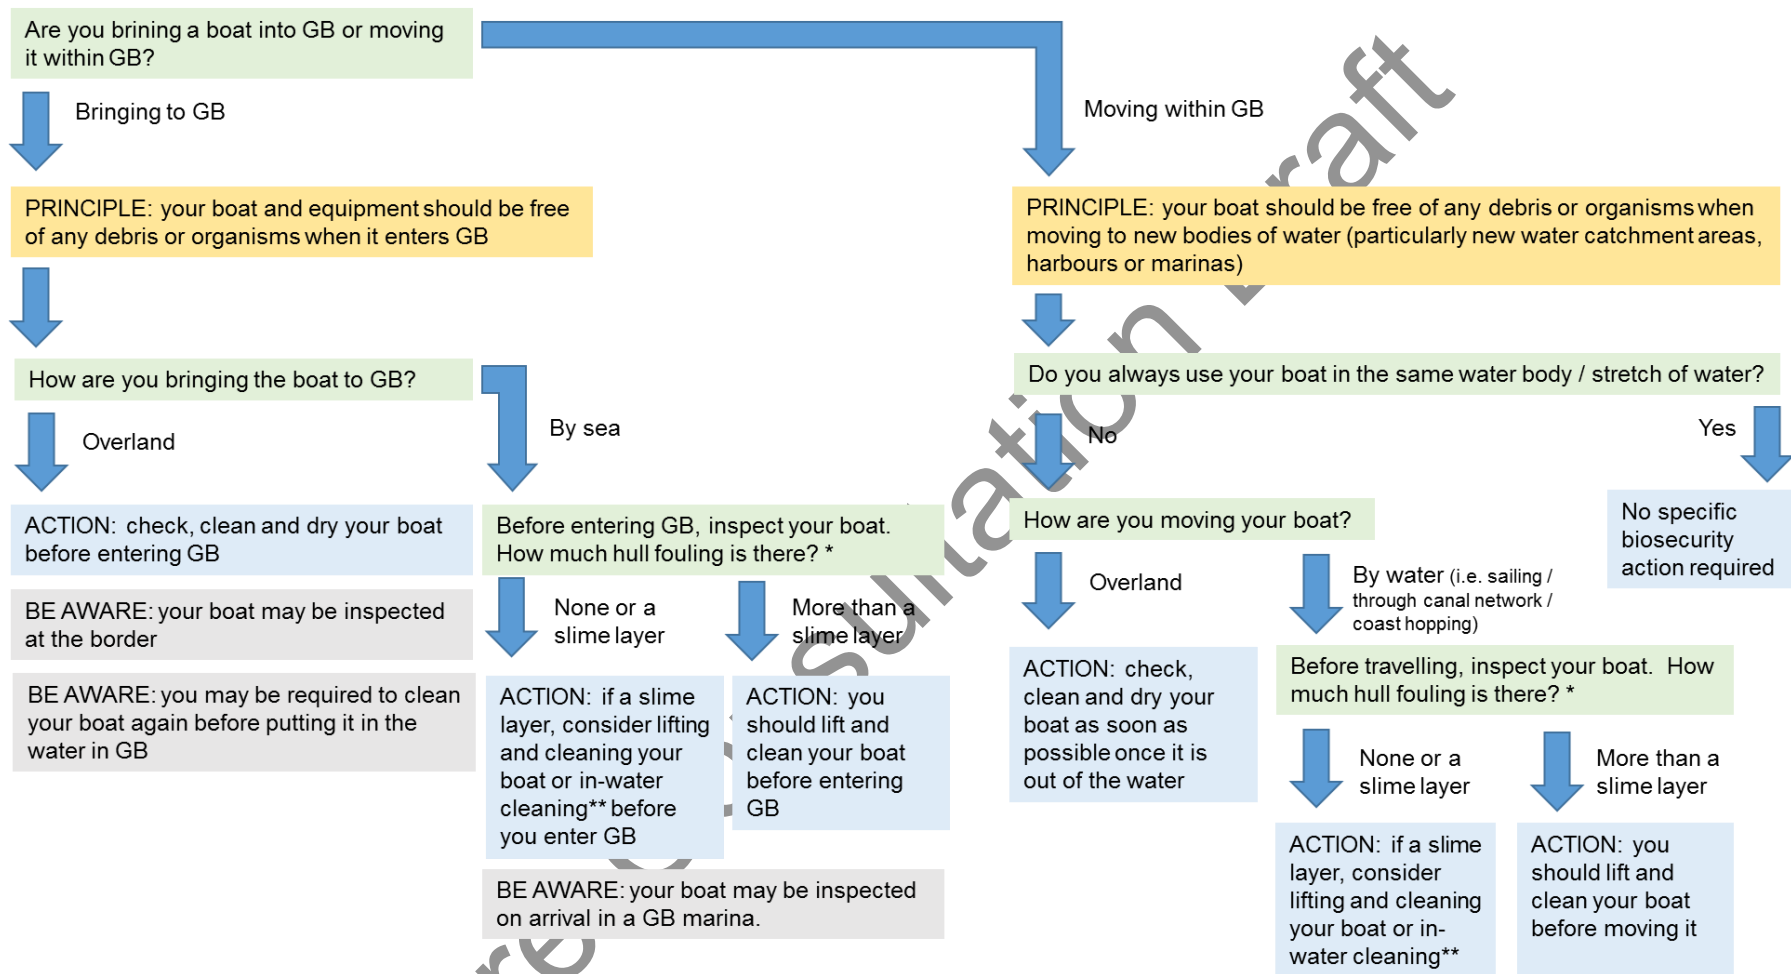 Are you brining a boat into GB or moving
it within GB?
Bringing to GB
Moving within GB
PRINCIPLE: your boat and equipment should be free
of any debris or organisms when it enters GB
PRINCIPLE: your boat should be free of any debris or organisms when
moving to new bodies of water (particularly new water catchment areas,
harbours or marinas)
How are you bringing the boat to GB?
Do you always use your boat in the same water body / stretch of water?
Overland
By sea
No
Yes
ACTION: check, clean and dry your boat
before entering GB
Before entering GB, inspect your boat.
How much hull fouling is there? *
How are you moving your boat?
No specific
biosecurity
action required
BE AWARE: your boat may be inspected
at the border
None or a
slime layer
More than a
slime layer
Overland
By water (i.e. sailing /
through canal network /
coast hopping)
BE AWARE: you may be required to clean
your boat again before putting it in the
water in GB
ACTION: if a slime
layer, consider lifting
and cleaning your
boat or in-water
cleaning** before
you enter GB
ACTION: you
should lift and
clean your boat
before entering
GB
ACTION: check,
clean and dry your
boat as soon as
possible once it is
out of the water
Before travelling, inspect your boat. How
much hull fouling is there? *
None or a
slime layer
More than a
slime layer
BE AWARE: your boat may be inspected
on arrival in a GB marina.
ACTION: if a slime
layer, consider
lifting and cleaning
your boat or in-
water cleaning**
ACTION: you
should lift and
clean your boat
before moving it
Draft